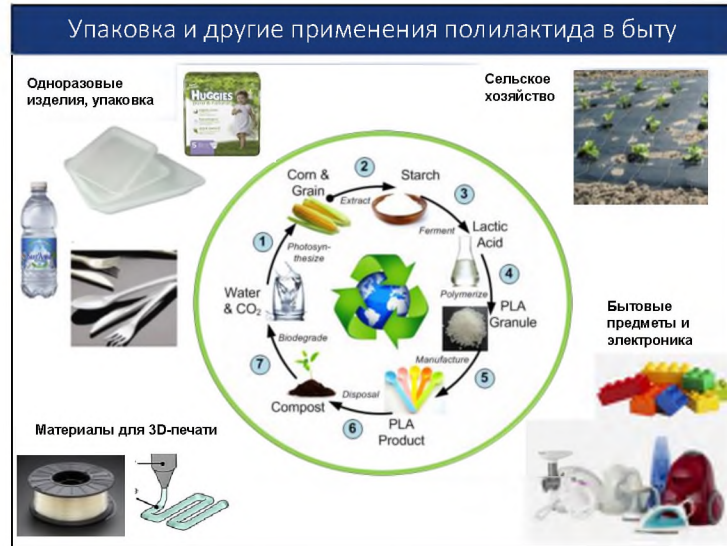 Упаковка и другие применения полилактида в быту
Одноразовые
изделия, упаковка
HUGGIES
Сельское
хозяйство
Corn &
Grain
2
Extract
Starch
3
Ferment
Lactic
Acid
4
Polymerize
PLA
Granule
Manufacture
5
PLA
Product
6
Disposal
Compost
7
Biodegrade
Water
& CO₂
1
Photosyn-
thesize
Бытовые
предметы и
электроника
Материалы для 3D-печати